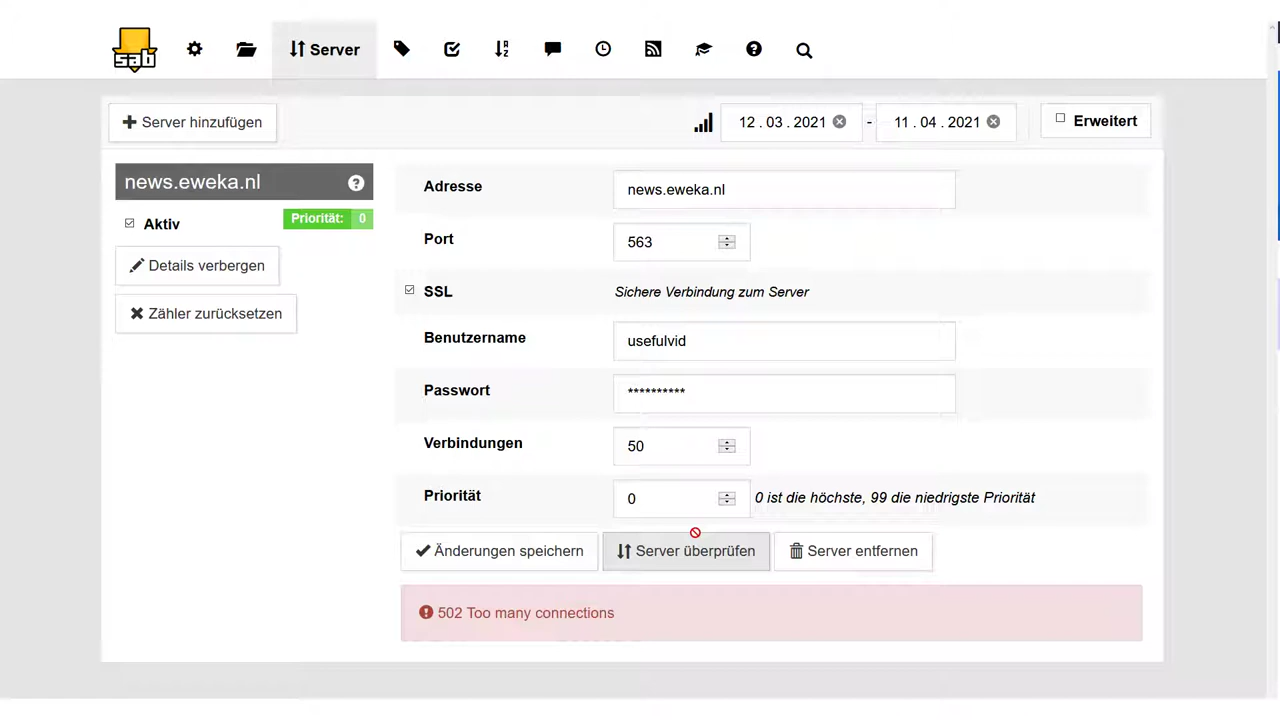 sab
Server
Server hinzufügen
12 . 03 . 2021 - 11 . 04 . 2021
Erweitert
news.eweka.nl
Aktiv
Priorität: 0
Details verbergen
Zähler zurücksetzen
Adresse
news.eweka.nl
Port
563
SSL
Sichere Verbindung zum Server
Benutzername
usefulvid
Passwort
**********
Verbindungen
50
Priorität
0
0 ist die höchste, 99 die niedrigste Priorität
Änderungen speichern
Server überprüfen
Server entfernen
502 Too many connections